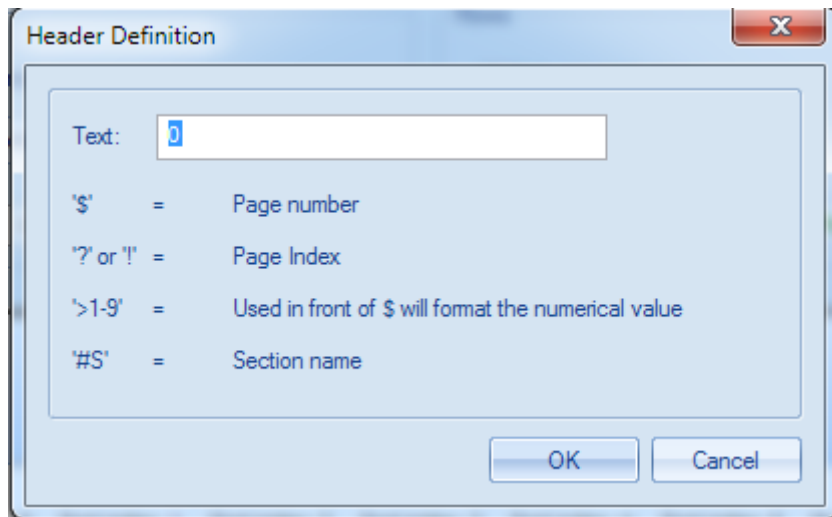 Header Definition
Text: 0
'$' = Page number
'?' or '!' = Page Index
'>1-9' = Used in front of $ will format the numerical value
'#S' = Section name
OK Cancel